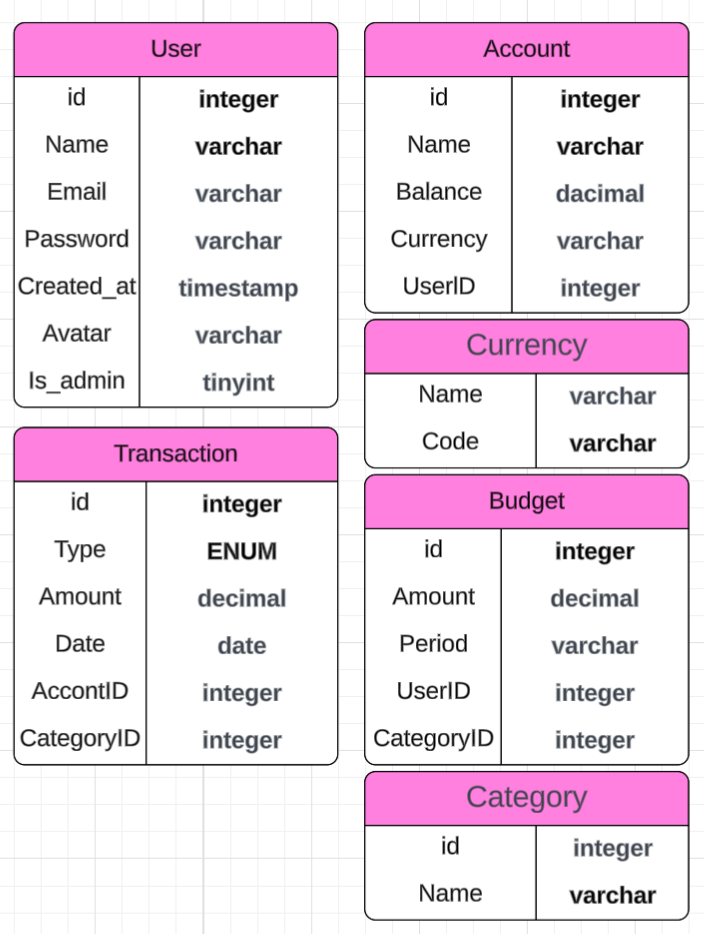 User
id integer
Name varchar
Email varchar
Password varchar
Created_at timestamp
Avatar varchar
Is_admin tinyint
Transaction
id integer
Type ENUM
Amount decimal
Date date
AccontID integer
CategoryID integer
Account
id integer
Name varchar
Balance dacimal
Currency varchar
UserID integer
Currency
Name varchar
Code varchar
Budget
id integer
Amount decimal
Period varchar
UserID integer
CategoryID integer
Category
id integer
Name varchar